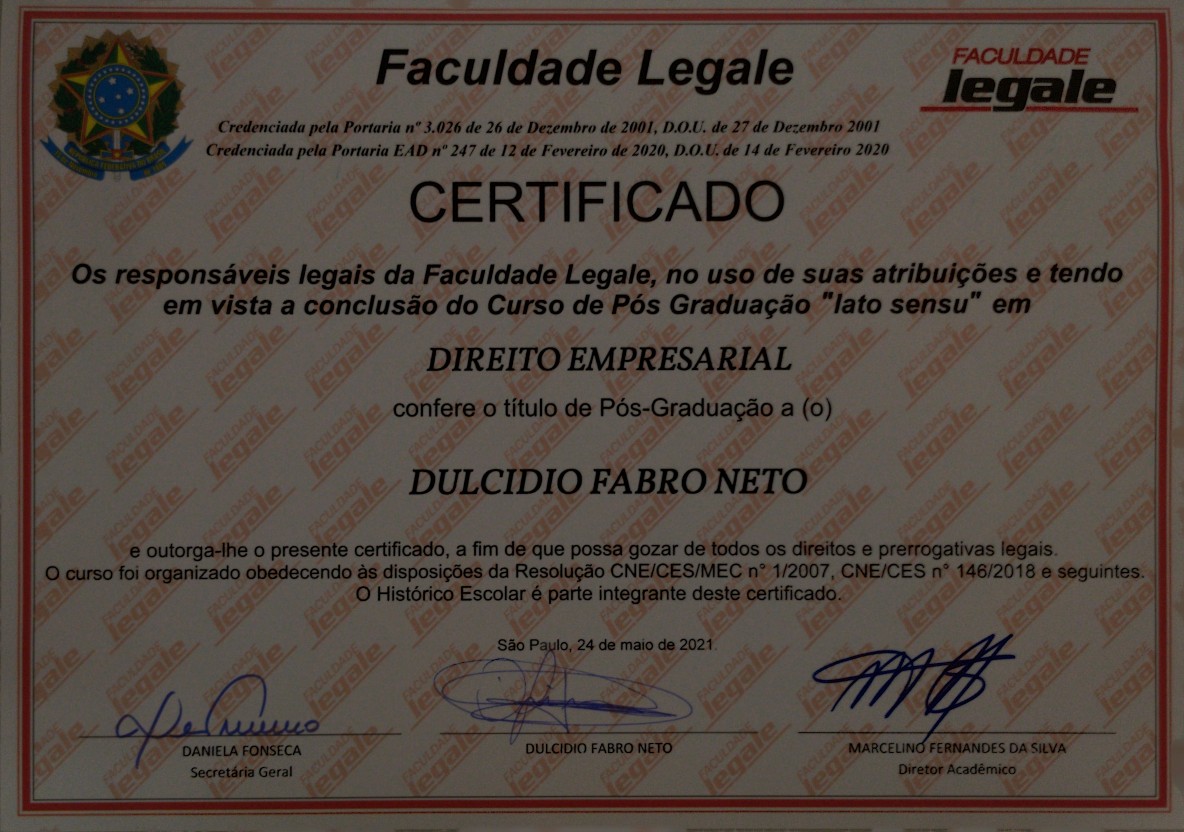 Faculdade Legale
FACULDADE
legale
Credenciada pela Portaria nº 3.026 de 26 de Dezembro de 2001, D.O.U. de 27 de Dezembro 2001
Credenciada pela Portaria EAD nº 247 de 12 de Fevereiro de 2020, D.O.U. de 14 de Fevereiro 2020
CERTIFICADO
Os responsáveis legais da Faculdade Legale, no uso de suas atribuições e tendo
em vista a conclusão do Curso de Pós Graduação "lato sensu" em
DIREITO EMPRESARIAL
confere o título de Pós-Graduação a (o)
DULCIDIO FABRO NETO
e outorga-lhe o presente certificado, a fim de que possa gozar de todos os direitos e prerrogativas legais.
O curso foi organizado obedecendo às disposições da Resolução CNE/CES/MEC n° 1/2007, CNE/CES n° 146/2018 e seguintes.
O Histórico Escolar é parte integrante deste certificado.
São Paulo, 24 de maio de 2021.
DANIELA FONSECA
Secretária Geral
DULCIDIO FABRO NETO
MARCELINO FERNANDES DA SILVA
Diretor Acadêmico